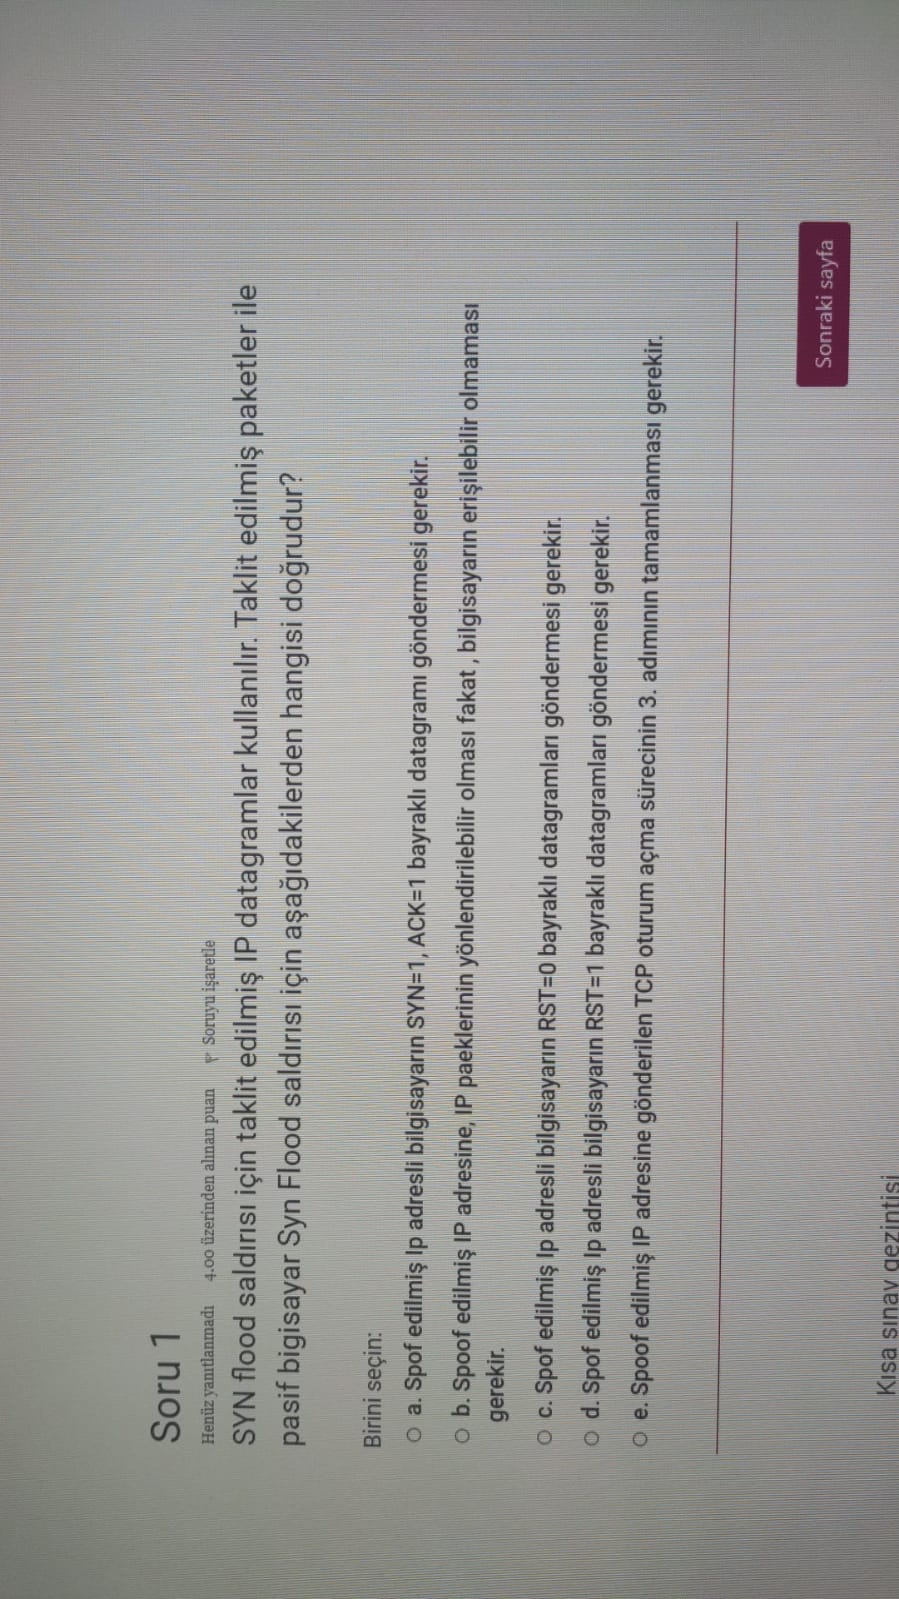 Soru 1
Henüz yanıtlanmadı 4.00 üzerinden alınan puan Soruyu işaretle
SYN flood saldırısı için taklit edilmiş IP datagramlar kullanılır. Taklit edilmiş paketler ile
pasif bigisayar Syn Flood saldırısı için aşağıdakilerden hangisi doğrudur?
Birini seçin:
a. Spof edilmiş Ip adresli bilgisayarın SYN=1, ACK=1 bayraklı datagramı göndermesi gerekir.
b. Spoof edilmiş IP adresine, IP paeklerinin yönlendirilebilir olması fakat , bilgisayarın erişilebilir olmaması
gerekir.
c. Spof edilmiş Ip adresli bilgisayarın RST=0 bayraklı datagramları göndermesi gerekir.
d. Spof edilmiş Ip adresli bilgisayarın RST=1 bayraklı datagramları göndermesi gerekir.
e. Spoof edilmiş IP adresine gönderilen TCP oturum açma sürecinin 3. adımının tamamlanması gerekir.
Sonraki sayfa
Kısa sınav gezintisi